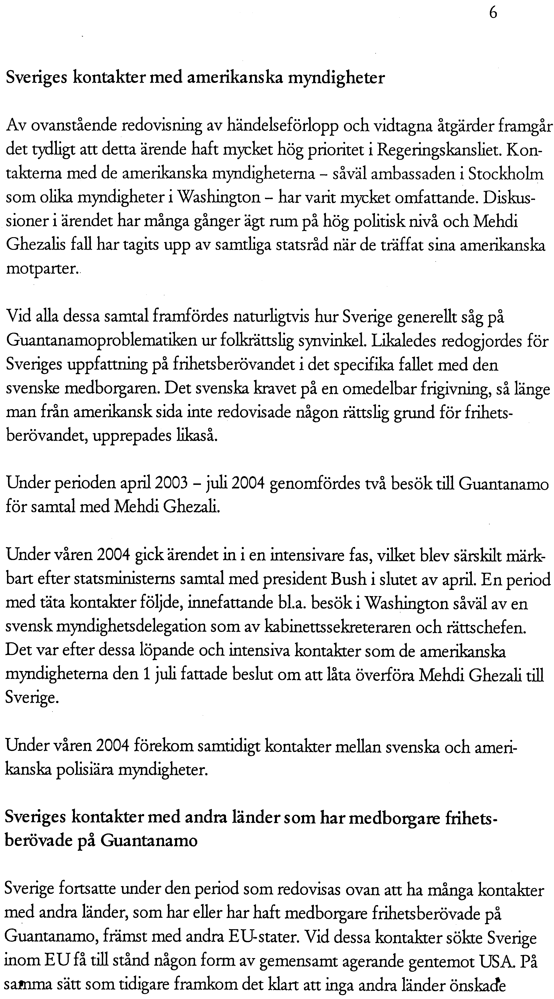 6
Sveriges kontakter med amerikanska myndigheter
Av ovanstående redovisning av händelseförlopp och vidtagna åtgärder framgår
det tydligt att detta ärende haft mycket hög prioritet i Regeringskansliet. Kon-
takterna med de amerikanska myndigheterna – såväl ambassaden i Stockholm
som olika myndigheter i Washington – har varit mycket omfattande. Diskus-
sioner i ärendet har många gånger ägt rum på hög politisk nivå och Mehdi
Ghezalis fall har tagits upp av samtliga statsråd när de träffat sina amerikanska
motparter.
Vid alla dessa samtal framfördes naturligtvis hur Sverige generellt såg på
Guantanamoproblematiken ur folkrättslig synvinkel. Likaledes redogjordes för
Sveriges uppfattning på frihetsberövandet i det specifika fallet med den
svenske medborgaren. Det svenska kravet på en omedelbar frigivning, så länge
man från amerikansk sida inte redovisade någon rättslig grund för frihets-
berövandet, upprepades likaså.
Under perioden april 2003 – juli 2004 genomfördes två besök till Guantanamo
för samtal med Mehdi Ghezali.
Under våren 2004 gick ärendet in i en intensivare fas, vilket blev särskilt märk-
bart efter statsministerns samtal med president Bush i slutet av april. En period
med täta kontakter följde, innefattande bl.a. besök i Washington såväl av en
svensk myndighetsdelegation som av kabinettssekreteraren och rättschefen.
Det var efter dessa löpande och intensiva kontakter som de amerikanska
myndigheterna den 1 juli fattade beslut om att låta överföra Mehdi Ghezali till
Sverige.
Under våren 2004 förekom samtidigt kontakter mellan svenska och ameri-
kanska polisiära myndigheter.
Sveriges kontakter med andra länder som har medborgare frihets-
berövade på Guantanamo
Sverige fortsatte under den period som redovisas ovan att ha många kontakter
med andra länder, som har eller har haft medborgare frihetsberövade på
Guantanamo, främst med andra EU-stater. Vid dessa kontakter sökte Sverige
inom EU få till stånd någon form av gemensamt agerande gentemot USA. På
samma sätt som tidigare framkom det klart att inga andra länder önskade